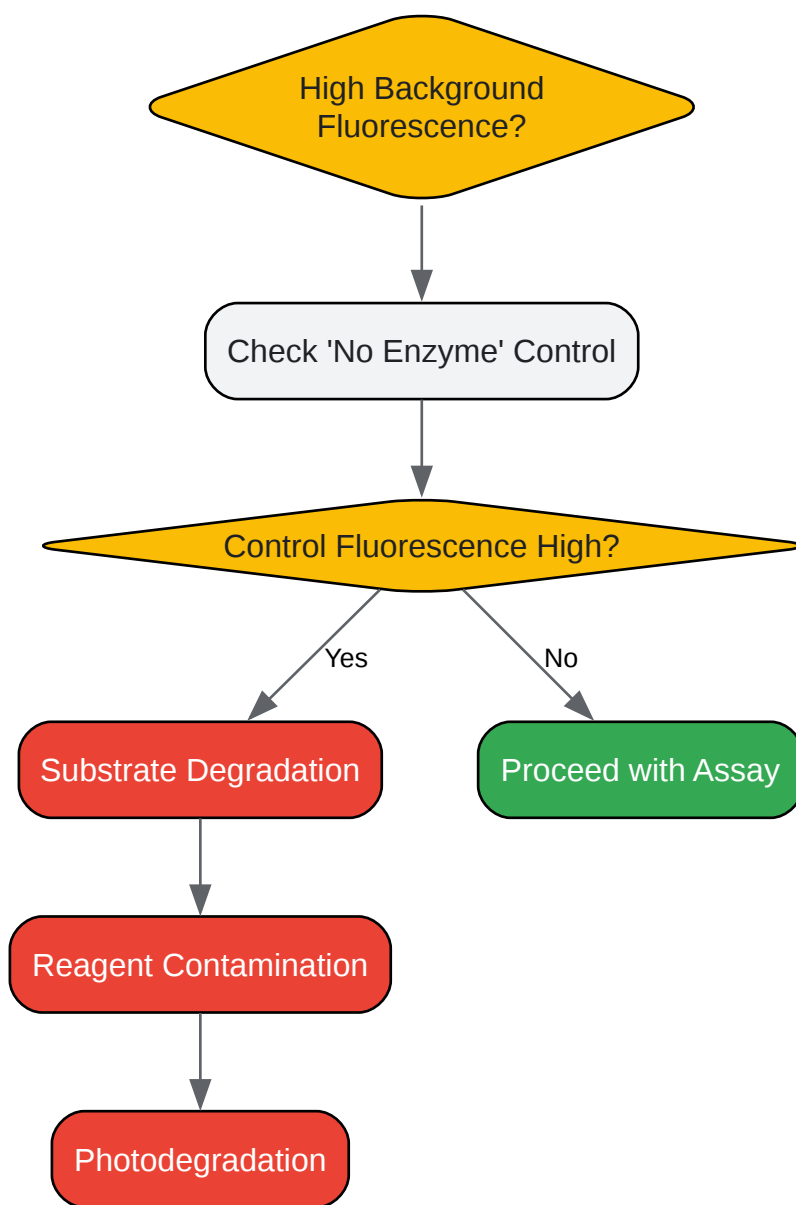 High Background
Fluorescence?
Check 'No Enzyme' Control
Control Fluorescence High?
Yes
No
Substrate Degradation
Proceed with Assay
Reagent Contamination
Photodegradation